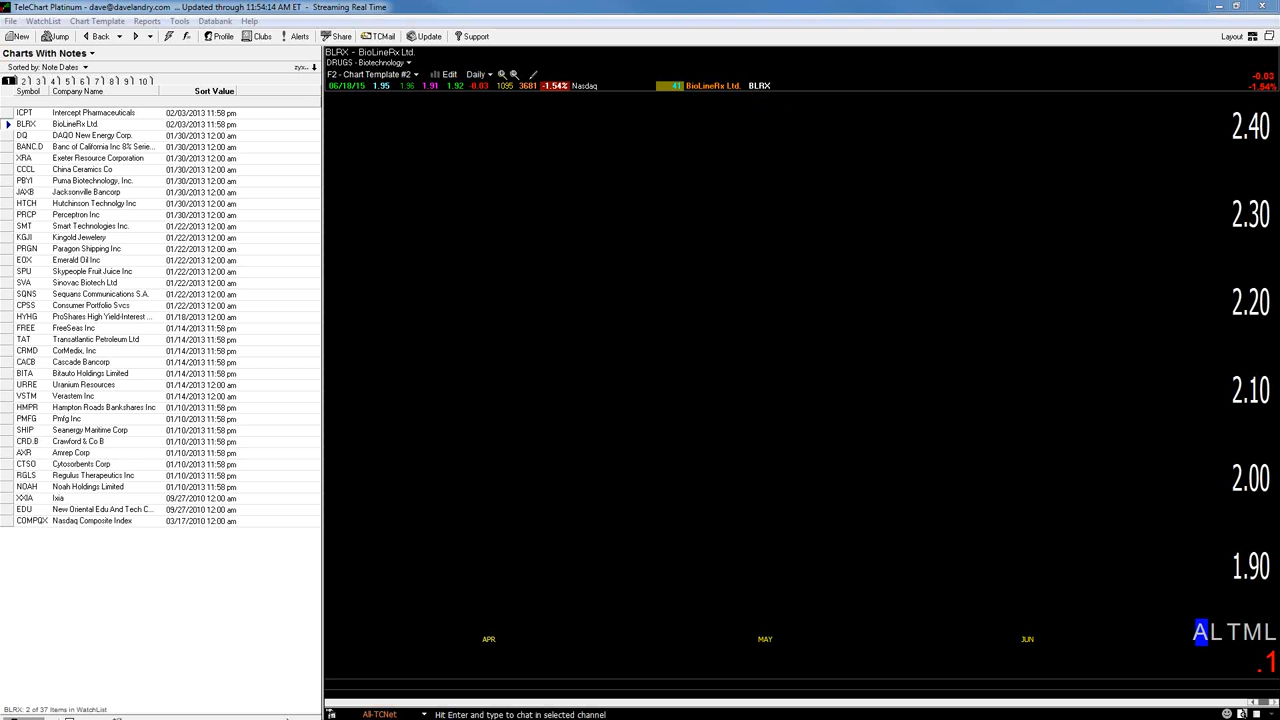 TeleChart Platinum - dave@davelandry.com ... Updated through 11:54:14 AM ET - Streaming Real Time
File WatchList Chart Template Reports Tools Databank Help
New Jump Back Profile Clubs Alerts Share TCMail Update Support Layout
Charts With Notes
Sorted by: Note Dates zyx..
1 2 3 4 5 6 7 8 9 10
Symbol Company Name Sort Value
ICPT Intercept Pharmaceuticals 02/03/2013 11:58 pm
BLRX BioLineRx Ltd. 02/03/2013 11:58 pm
DQ DAQO New Energy Corp. 01/30/2013 12:00 am
BANC.D Banc of California Inc 8% Serie... 01/30/2013 12:00 am
XRA Exeter Resource Corporation 01/30/2013 12:00 am
CCCL China Ceramics Co 01/30/2013 12:00 am
PBYI Puma Biotechnology, Inc. 01/30/2013 12:00 am
JAXB Jacksonville Bancorp 01/30/2013 12:00 am
HTCH Hutchinson Technolgy Inc 01/30/2013 12:00 am
PRCP Perceptron Inc 01/30/2013 12:00 am
SMT Smart Technologies Inc. 01/22/2013 12:00 am
KGJI Kingold Jewelery 01/22/2013 12:00 am
PRGN Paragon Shipping Inc 01/22/2013 12:00 am
EOX Emerald Oil Inc 01/22/2013 12:00 am
SPU Skypeople Fruit Juice Inc 01/22/2013 12:00 am
SVA Sinovac Biotech Ltd 01/22/2013 12:00 am
SQNS Sequans Communications S.A. 01/22/2013 12:00 am
CPSS Consumer Portfolio Svcs 01/22/2013 12:00 am
HYHG ProShares High Yield-Interest ... 01/18/2013 12:00 am
FREE FreeSeas Inc 01/14/2013 11:58 pm
TAT Transatlantic Petroleum Ltd 01/14/2013 11:58 pm
CRMD CorMedix, Inc 01/14/2013 11:58 pm
CACB Cascade Bancorp 01/14/2013 11:58 pm
BITA Bitauto Holdings Limited 01/14/2013 11:58 pm
URRE Uranium Resources 01/14/2013 12:00 am
VSTM Verastem Inc 01/14/2013 12:00 am
HMPR Hampton Roads Bankshares Inc 01/10/2013 11:58 pm
PMFG Pmfg Inc 01/10/2013 11:58 pm
SHIP Seanergy Maritime Corp 01/10/2013 11:58 pm
CRD.B Crawford & Co B 01/10/2013 11:58 pm
AXR Amrep Corp 01/10/2013 11:58 pm
CTSO Cytosorbents Corp 01/10/2013 11:58 pm
RGLS Regulus Therapeutics Inc 01/10/2013 11:58 pm
NOAH Noah Holdings Limited 01/10/2013 11:58 pm
XXIA Ixia 09/27/2010 12:00 am
EDU New Oriental Edu And Tech C... 09/27/2010 12:00 am
COMPQX Nasdaq Composite Index 03/17/2010 12:00 am
BLRX: 2 of 37 Items in WatchList
BLRX - BioLineRx Ltd.
DRUGS - Biotechnology
F2 - Chart Template #2 Edit Daily
06/18/15 1.95 1.96 1.91 1.92 -0.03 1095 3681 -1.54% Nasdaq 41 BioLineRx Ltd. BLRX
-0.03
-1.54%
2.40
2.30
2.20
2.10
2.00
1.90
ALTML
APR MAY JUN
.1
All-TCNet Hit Enter and type to chat in selected channel